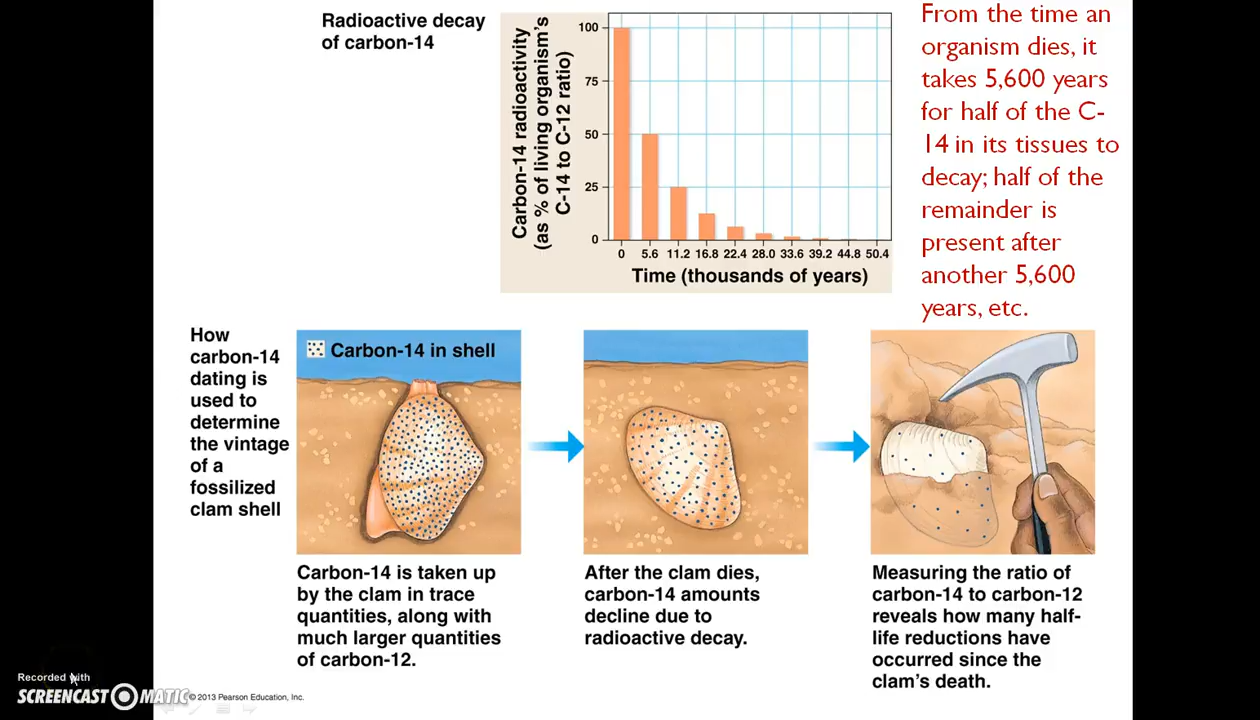 Radioactive decay
of carbon-14
Carbon-14 radioactivity
(as % of living organism's
C-14 to C-12 ratio)
100
75
50
25
0
0 5.6 11.2 16.8 22.4 28.0 33.6 39.2 44.8 50.4
Time (thousands of years)
From the time an
organism dies, it
takes 5,600 years
for half of the C-
14 in its tissues to
decay; half of the
remainder is
present after
another 5,600
years, etc.
How
carbon-14
dating is
used to
determine
the vintage
of a
fossilized
clam shell
Carbon-14 in shell
Carbon-14 is taken up
by the clam in trace
quantities, along with
much larger quantities
of carbon-12.
After the clam dies,
carbon-14 amounts
decline due to
radioactive decay.
Measuring the ratio of
carbon-14 to carbon-12
reveals how many half-
life reductions have
occurred since the
clam's death.
Recorded with
SCREENCAST MATIC
© 2013 Pearson Education, Inc.